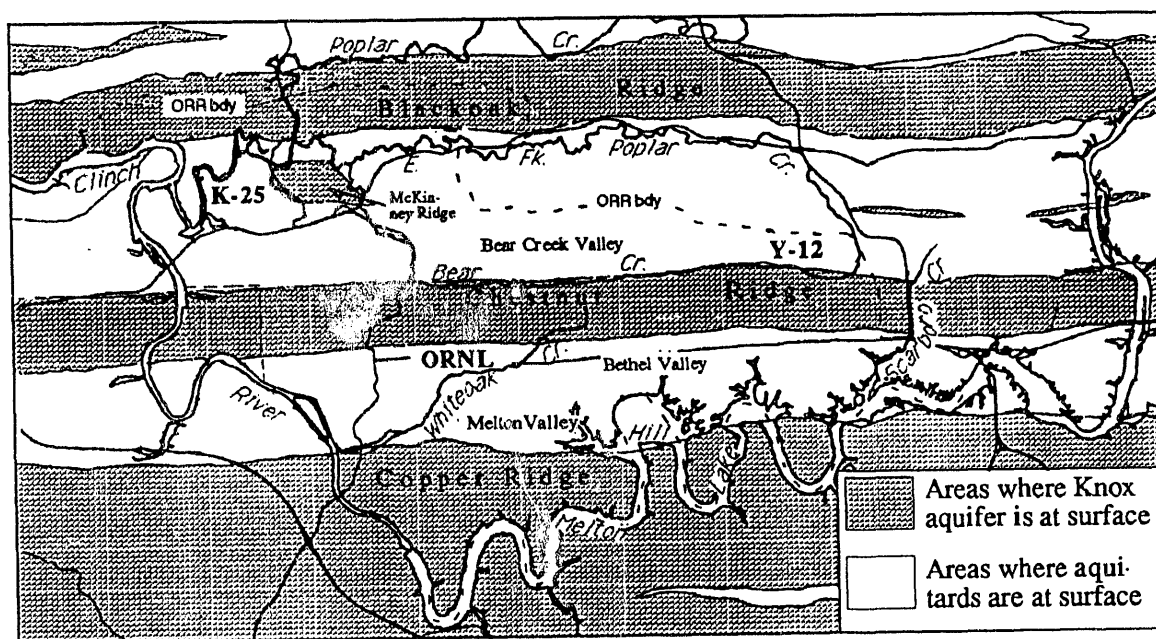 Poplar Cr.
ORR bdy
Blackoak Ridge
Clinch
K-25
E. Fk. Poplar Cr.
McKin-
ney Ridge
ORR bdy
Bear Creek Valley
Y-12
Bear Cr.
Chestnut Ridge
Scarboro Cr.
ORNL
Bethel Valley
River
Whiteoak Cr.
Melton Valley
Melton Hill Lake
Copper Ridge
Areas where Knox
aquifer is at surface
Areas where aqui-
tards are at surface